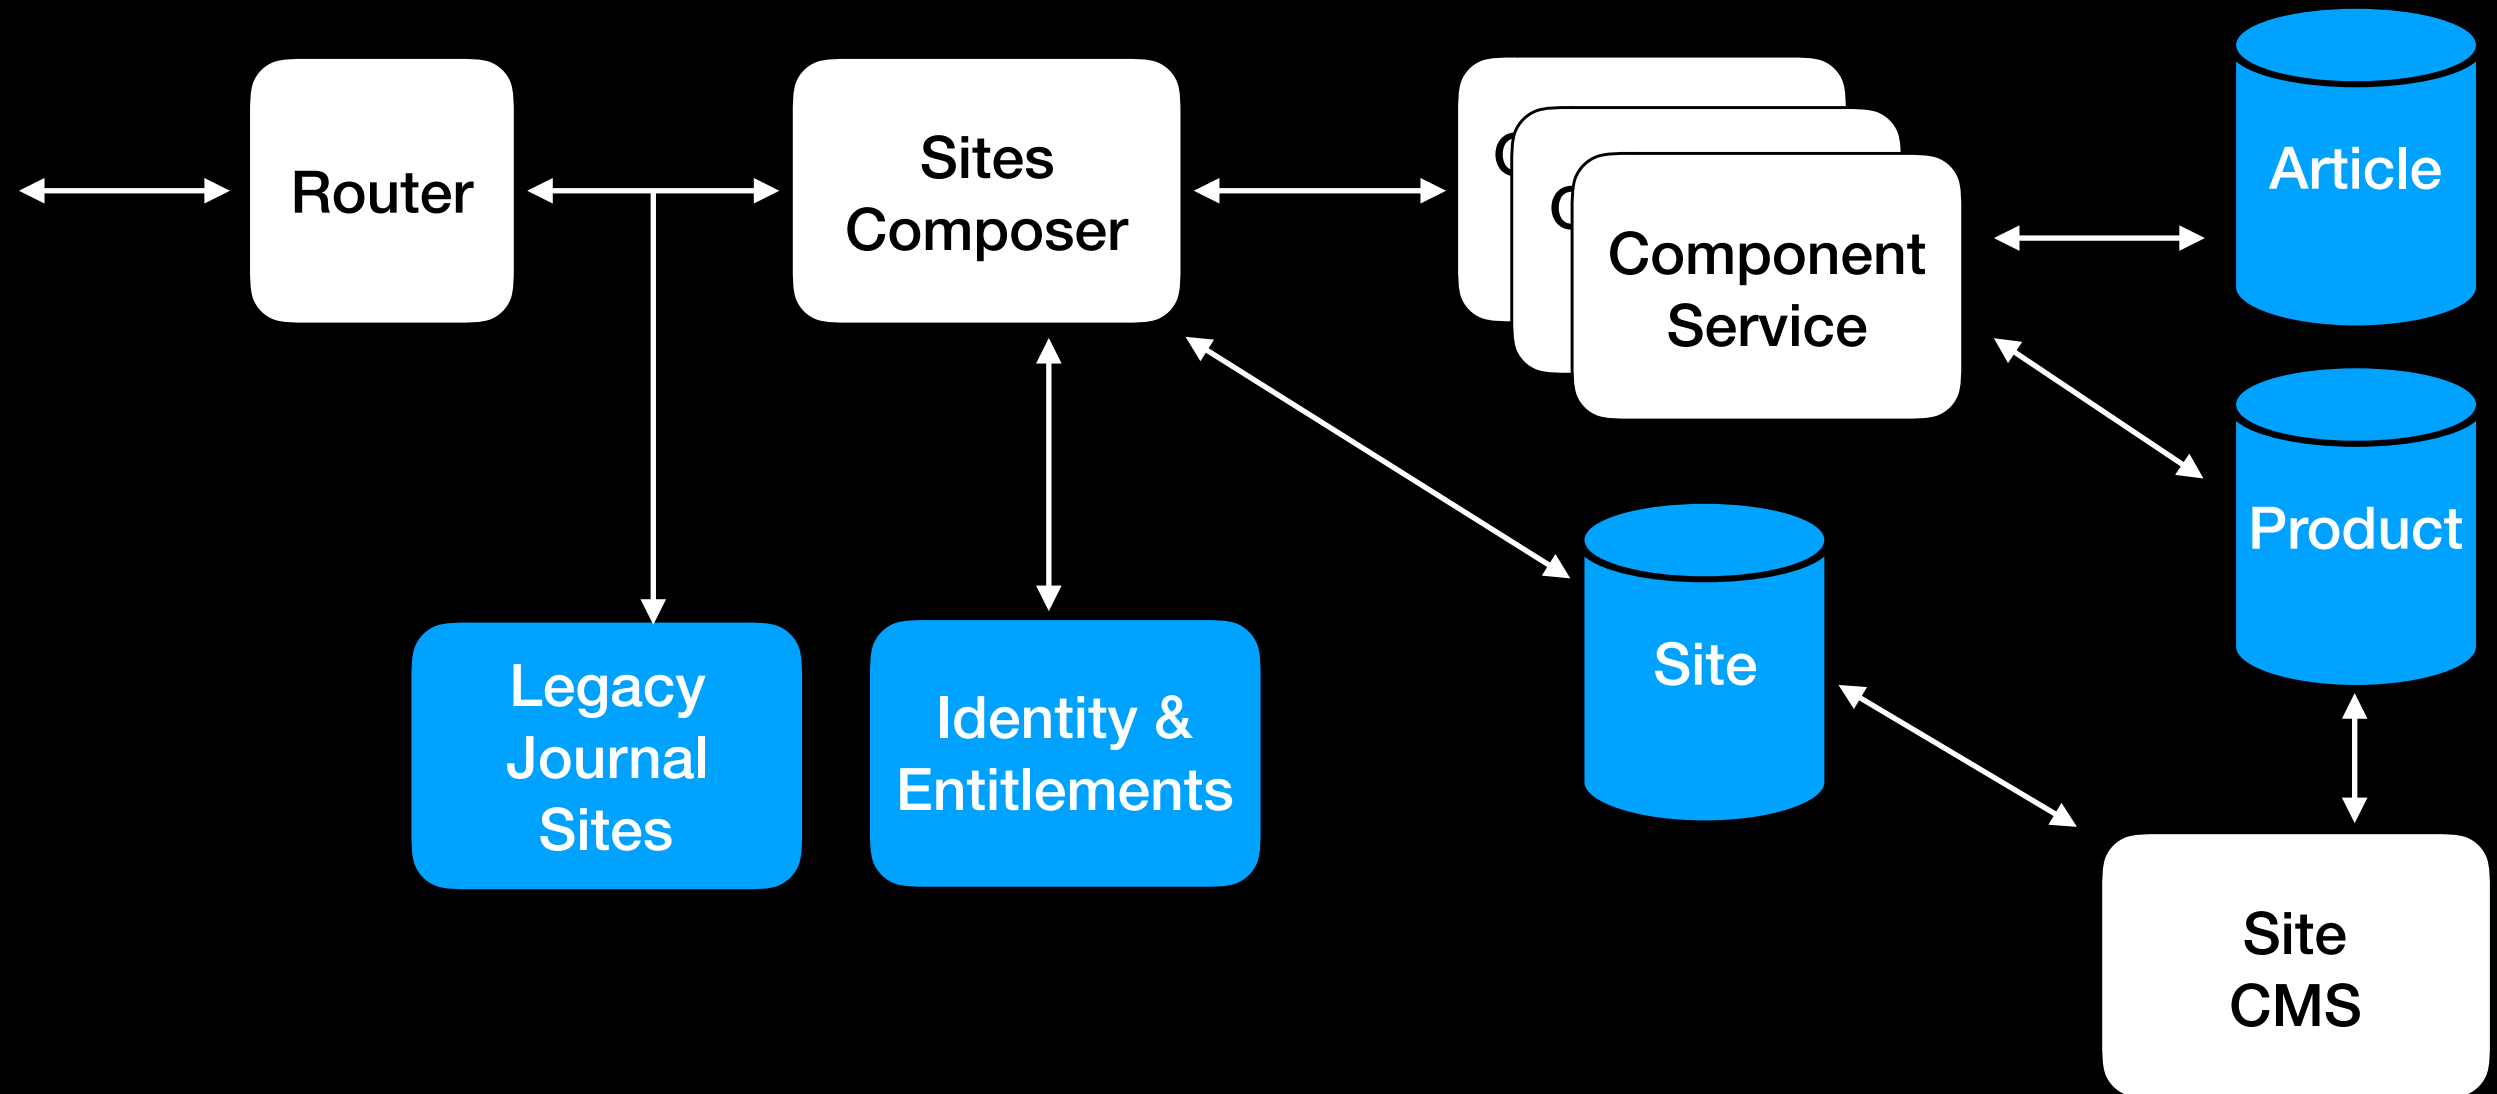 Router
Sites
Composer
Component
Service
Article
Product
Site
Legacy
Journal
Sites
Identity &
Entitlements
Site
CMS